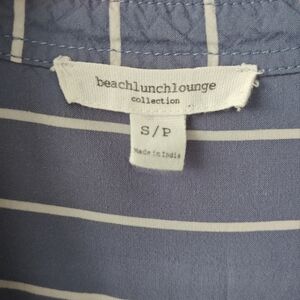 beachlunchlounge
collection
S/P
Made in India